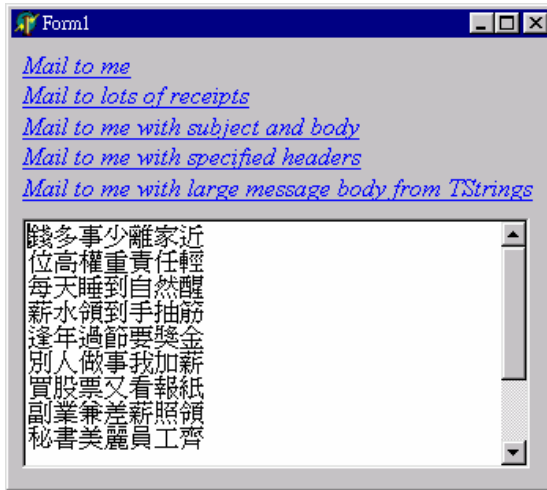 Form1
Mail to me
Mail to lots of receipts
Mail to me with subject and body
Mail to me with specified headers
Mail to me with large message body from TStrings
錢多事少離家近
位高權重責任輕
每天睡到自然醒
薪水領到手抽筋
逢年過節要獎金
別人做事我加薪
買股票又看報紙
副業兼差薪照領
秘書美麗員工齊